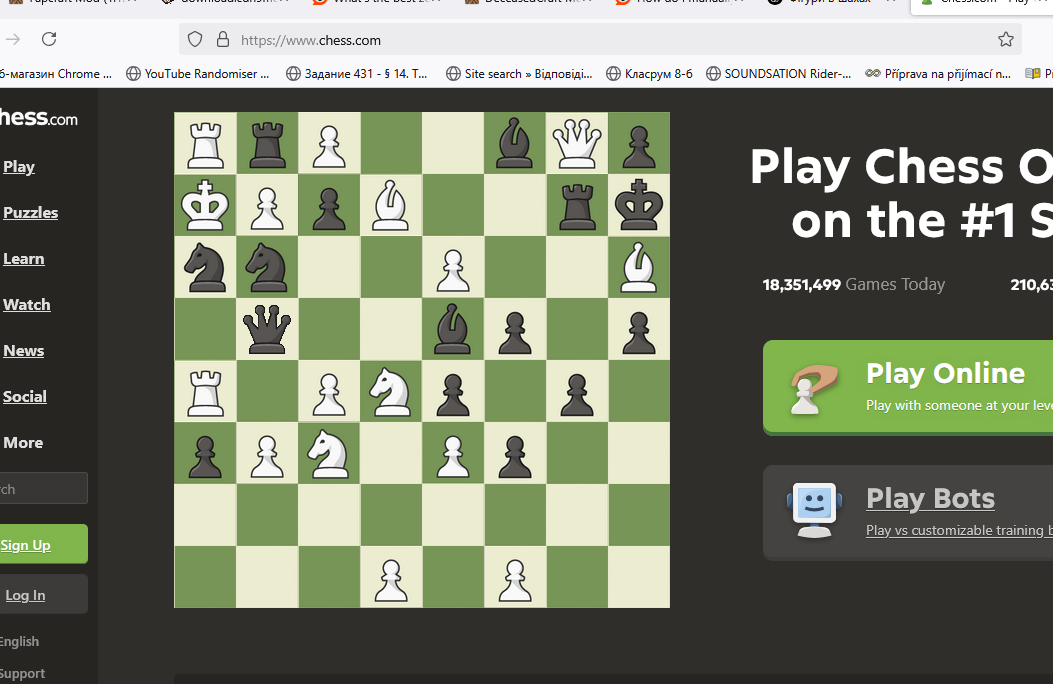 https://www.chess.com
б-магазин Chrome ...
YouTube Randomiser ...
Задание 431 - § 14. Т...
Site search » Відповіді...
Класрум 8-б
SOUNDSATION Rider-...
Příprava na přijímací n...
hess.com
Play
Puzzles
Learn
Watch
News
Social
More
rch
Sign Up
Log In
English
Support
Play Chess O
on the #1 S
18,351,499 Games Today
210,63
Play Online
Play with someone at your leve
Play Bots
Play vs customizable training b